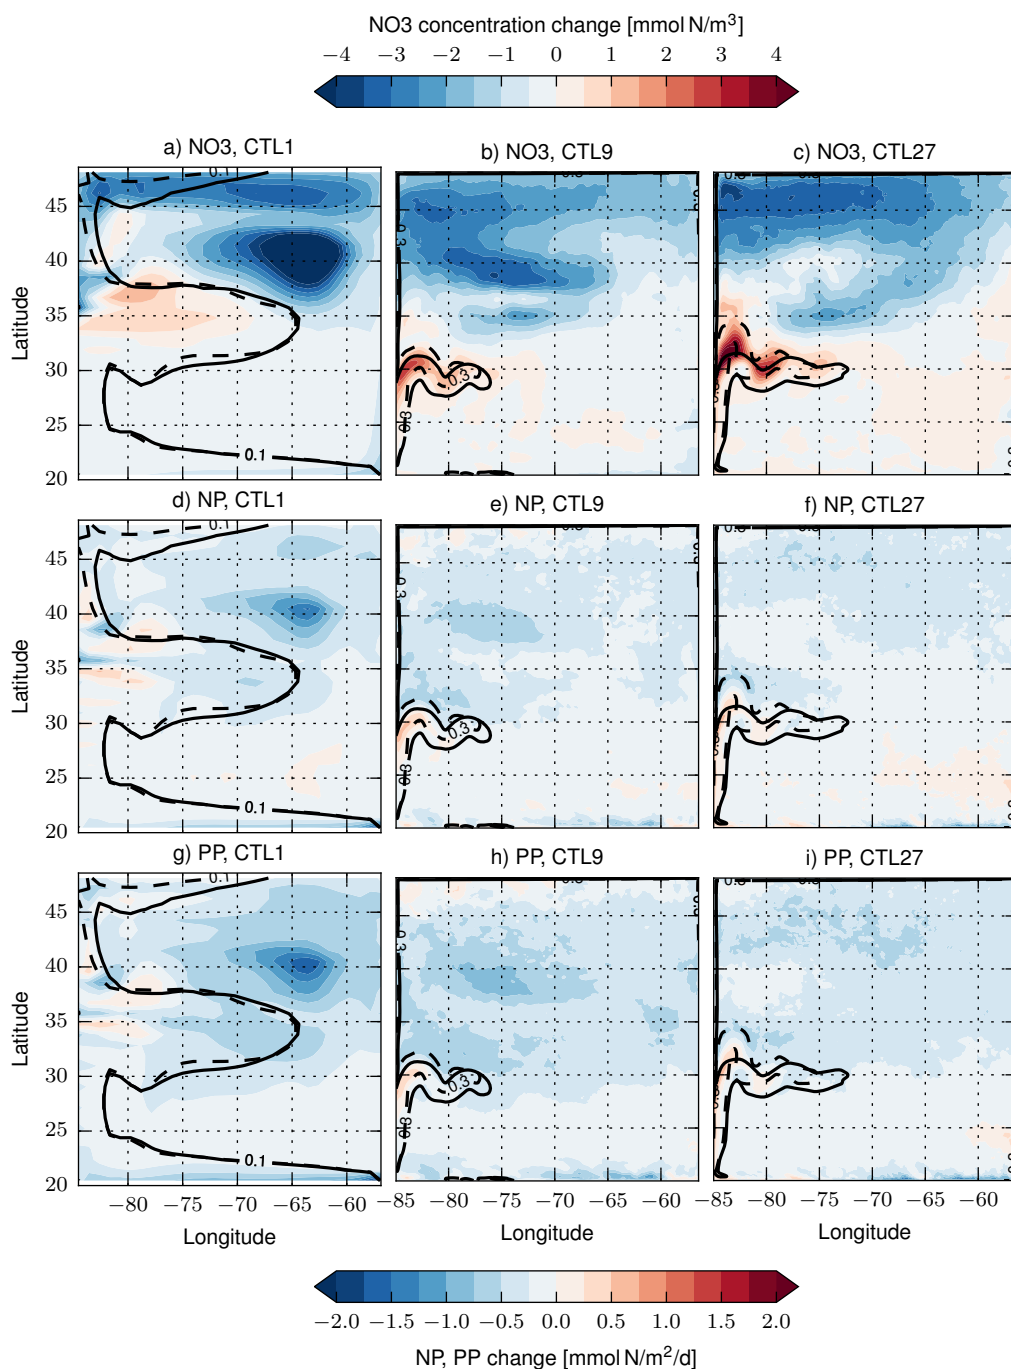 NO3 concentration change [mmol N/m³]
−4 −3 −2 −1 0 1 2 3 4
a) NO3, CTL1
b) NO3, CTL9
c) NO3, CTL27
Latitude
45
40
35
30
25
20
0.1
0.1
0.3
0.3
d) NP, CTL1
e) NP, CTL9
f) NP, CTL27
Latitude
45
40
35
30
25
20
0.1
0.1
0.3
0.3
g) PP, CTL1
h) PP, CTL9
i) PP, CTL27
Latitude
45
40
35
30
25
20
0.1
0.1
0.3
0.3
−80 −75 −70 −65 −60
−85 −80 −75 −70 −65 −60
−85 −80 −75 −70 −65 −60
Longitude
Longitude
Longitude
−2.0 −1.5 −1.0 −0.5 0.0 0.5 1.0 1.5 2.0
NP, PP change [mmol N/m²/d]